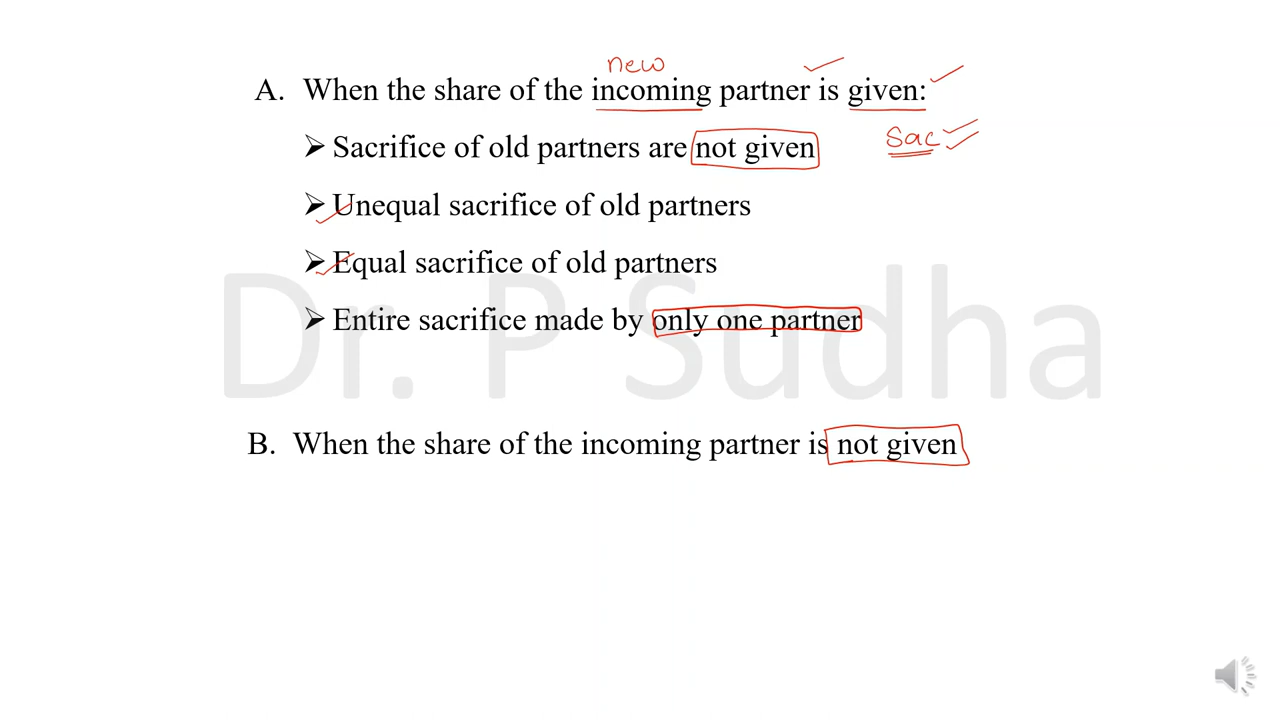 new
A. When the share of the incoming partner is given:
➢ Sacrifice of old partners are not given
Sac
➢ Unequal sacrifice of old partners
➢ Equal sacrifice of old partners
➢ Entire sacrifice made by only one partner
Dr. P Sudha
B. When the share of the incoming partner is not given